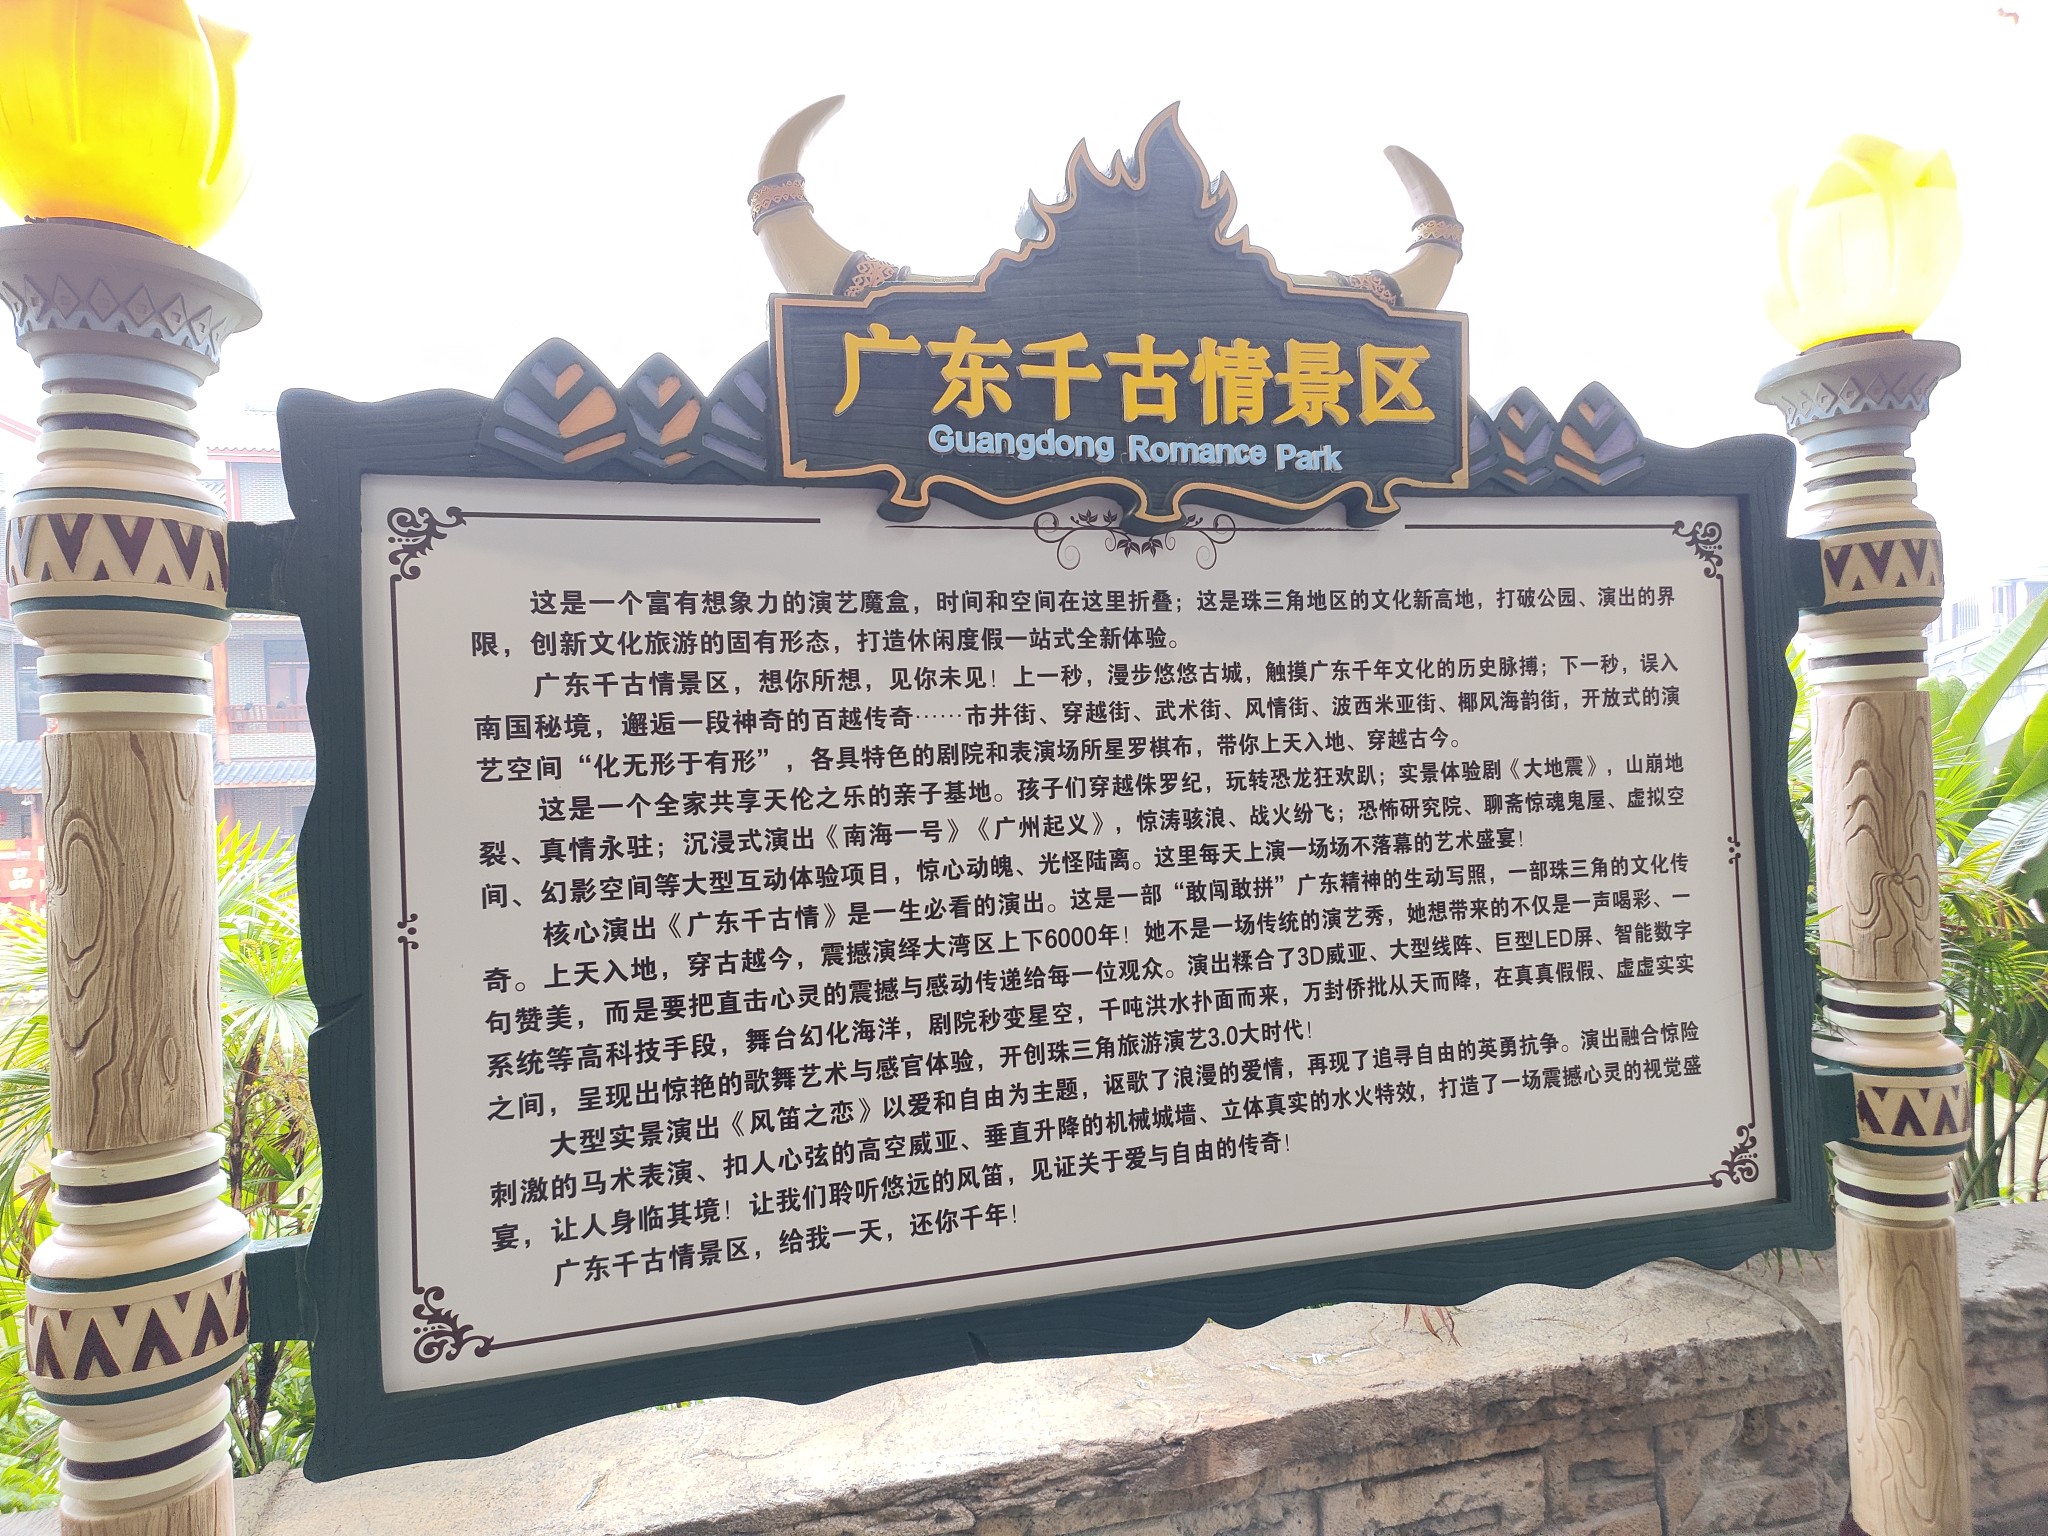 广东千古情景区
Guangdong Romance Park
这是一个富有想象力的演艺魔盒，时间和空间在这里折叠；这是珠三角地区的文化新高地，打破公园、演出的界
限，创新文化旅游的固有形态，打造休闲度假一站式全新体验。
广东千古情景区，想你所想，见你未见！上一秒，漫步悠悠古城，触摸广东千年文化的历史脉搏；下一秒，误入
南国秘境，邂逅一段神奇的百越传奇……市井街、穿越街、武术街、风情街、波西米亚街、椰风海韵街，开放式的演
艺空间“化无形于有形”，各具特色的剧院和表演场所星罗棋布，带你上天入地、穿越古今。
这是一个全家共享天伦之乐的亲子基地。孩子们穿越侏罗纪，玩转恐龙狂欢趴；实景体验剧《大地震》，山崩地
裂、真情永驻；沉浸式演出《南海一号》《广州起义》，惊涛骇浪、战火纷飞；恐怖研究院、聊斋惊魂鬼屋、虚拟空
间、幻影空间等大型互动体验项目，惊心动魄、光怪陆离。这里每天上演一场场不落幕的艺术盛宴！
核心演出《广东千古情》是一生必看的演出。这是一部“敢闯敢拼”广东精神的生动写照，一部珠三角的文化传
奇。上天入地，穿古越今，震撼演绎大湾区上下6000年！她不是一场传统的演艺秀，她想带来的不仅是一声喝彩、一
句赞美，而是要把直击心灵的震撼与感动传递给每一位观众。演出糅合了3D威亚、大型线阵、巨型LED屏、智能数字
系统等高科技手段，舞台幻化海洋，剧院秒变星空，千吨洪水扑面而来，万封侨批从天而降，在真真假假、虚虚实实
之间，呈现出惊艳的歌舞艺术与感官体验，开创珠三角旅游演艺3.0大时代！
大型实景演出《风笛之恋》以爱和自由为主题，讴歌了浪漫的爱情，再现了追寻自由的英勇抗争。演出融合惊险
刺激的马术表演、扣人心弦的高空威亚、垂直升降的机械城墙、立体真实的水火特效，打造了一场震撼心灵的视觉盛
宴，让人身临其境！让我们聆听悠远的风笛，见证关于爱与自由的传奇！
广东千古情景区，给我一天，还你千年！